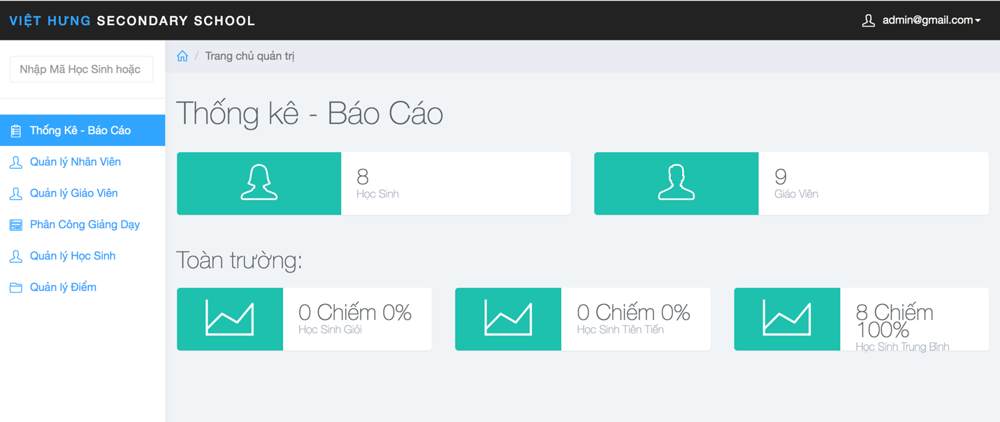 VIỆT HƯNG SECONDARY SCHOOL
admin@gmail.com
Nhập Mã Học Sinh hoặc
/ Trang chủ quản trị
Thống Kê - Báo Cáo
Quản lý Nhân Viên
Quản lý Giáo Viên
Phân Công Giảng Dạy
Quản lý Học Sinh
Quản lý Điểm
Thống kê - Báo Cáo
8
Học Sinh
9
Giáo Viên
Toàn trường:
0 Chiếm 0%
Học Sinh Giỏi
0 Chiếm 0%
Học Sinh Tiên Tiến
8 Chiếm
100%
Học Sinh Trung Bình